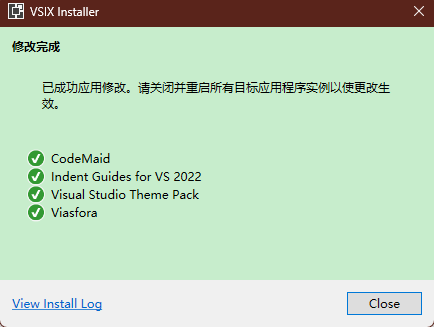 VSIX Installer
修改完成
已成功应用修改。请关闭并重启所有目标应用程序实例以使更改生
效。
CodeMaid
Indent Guides for VS 2022
Visual Studio Theme Pack
Viasfora
View Install Log
Close